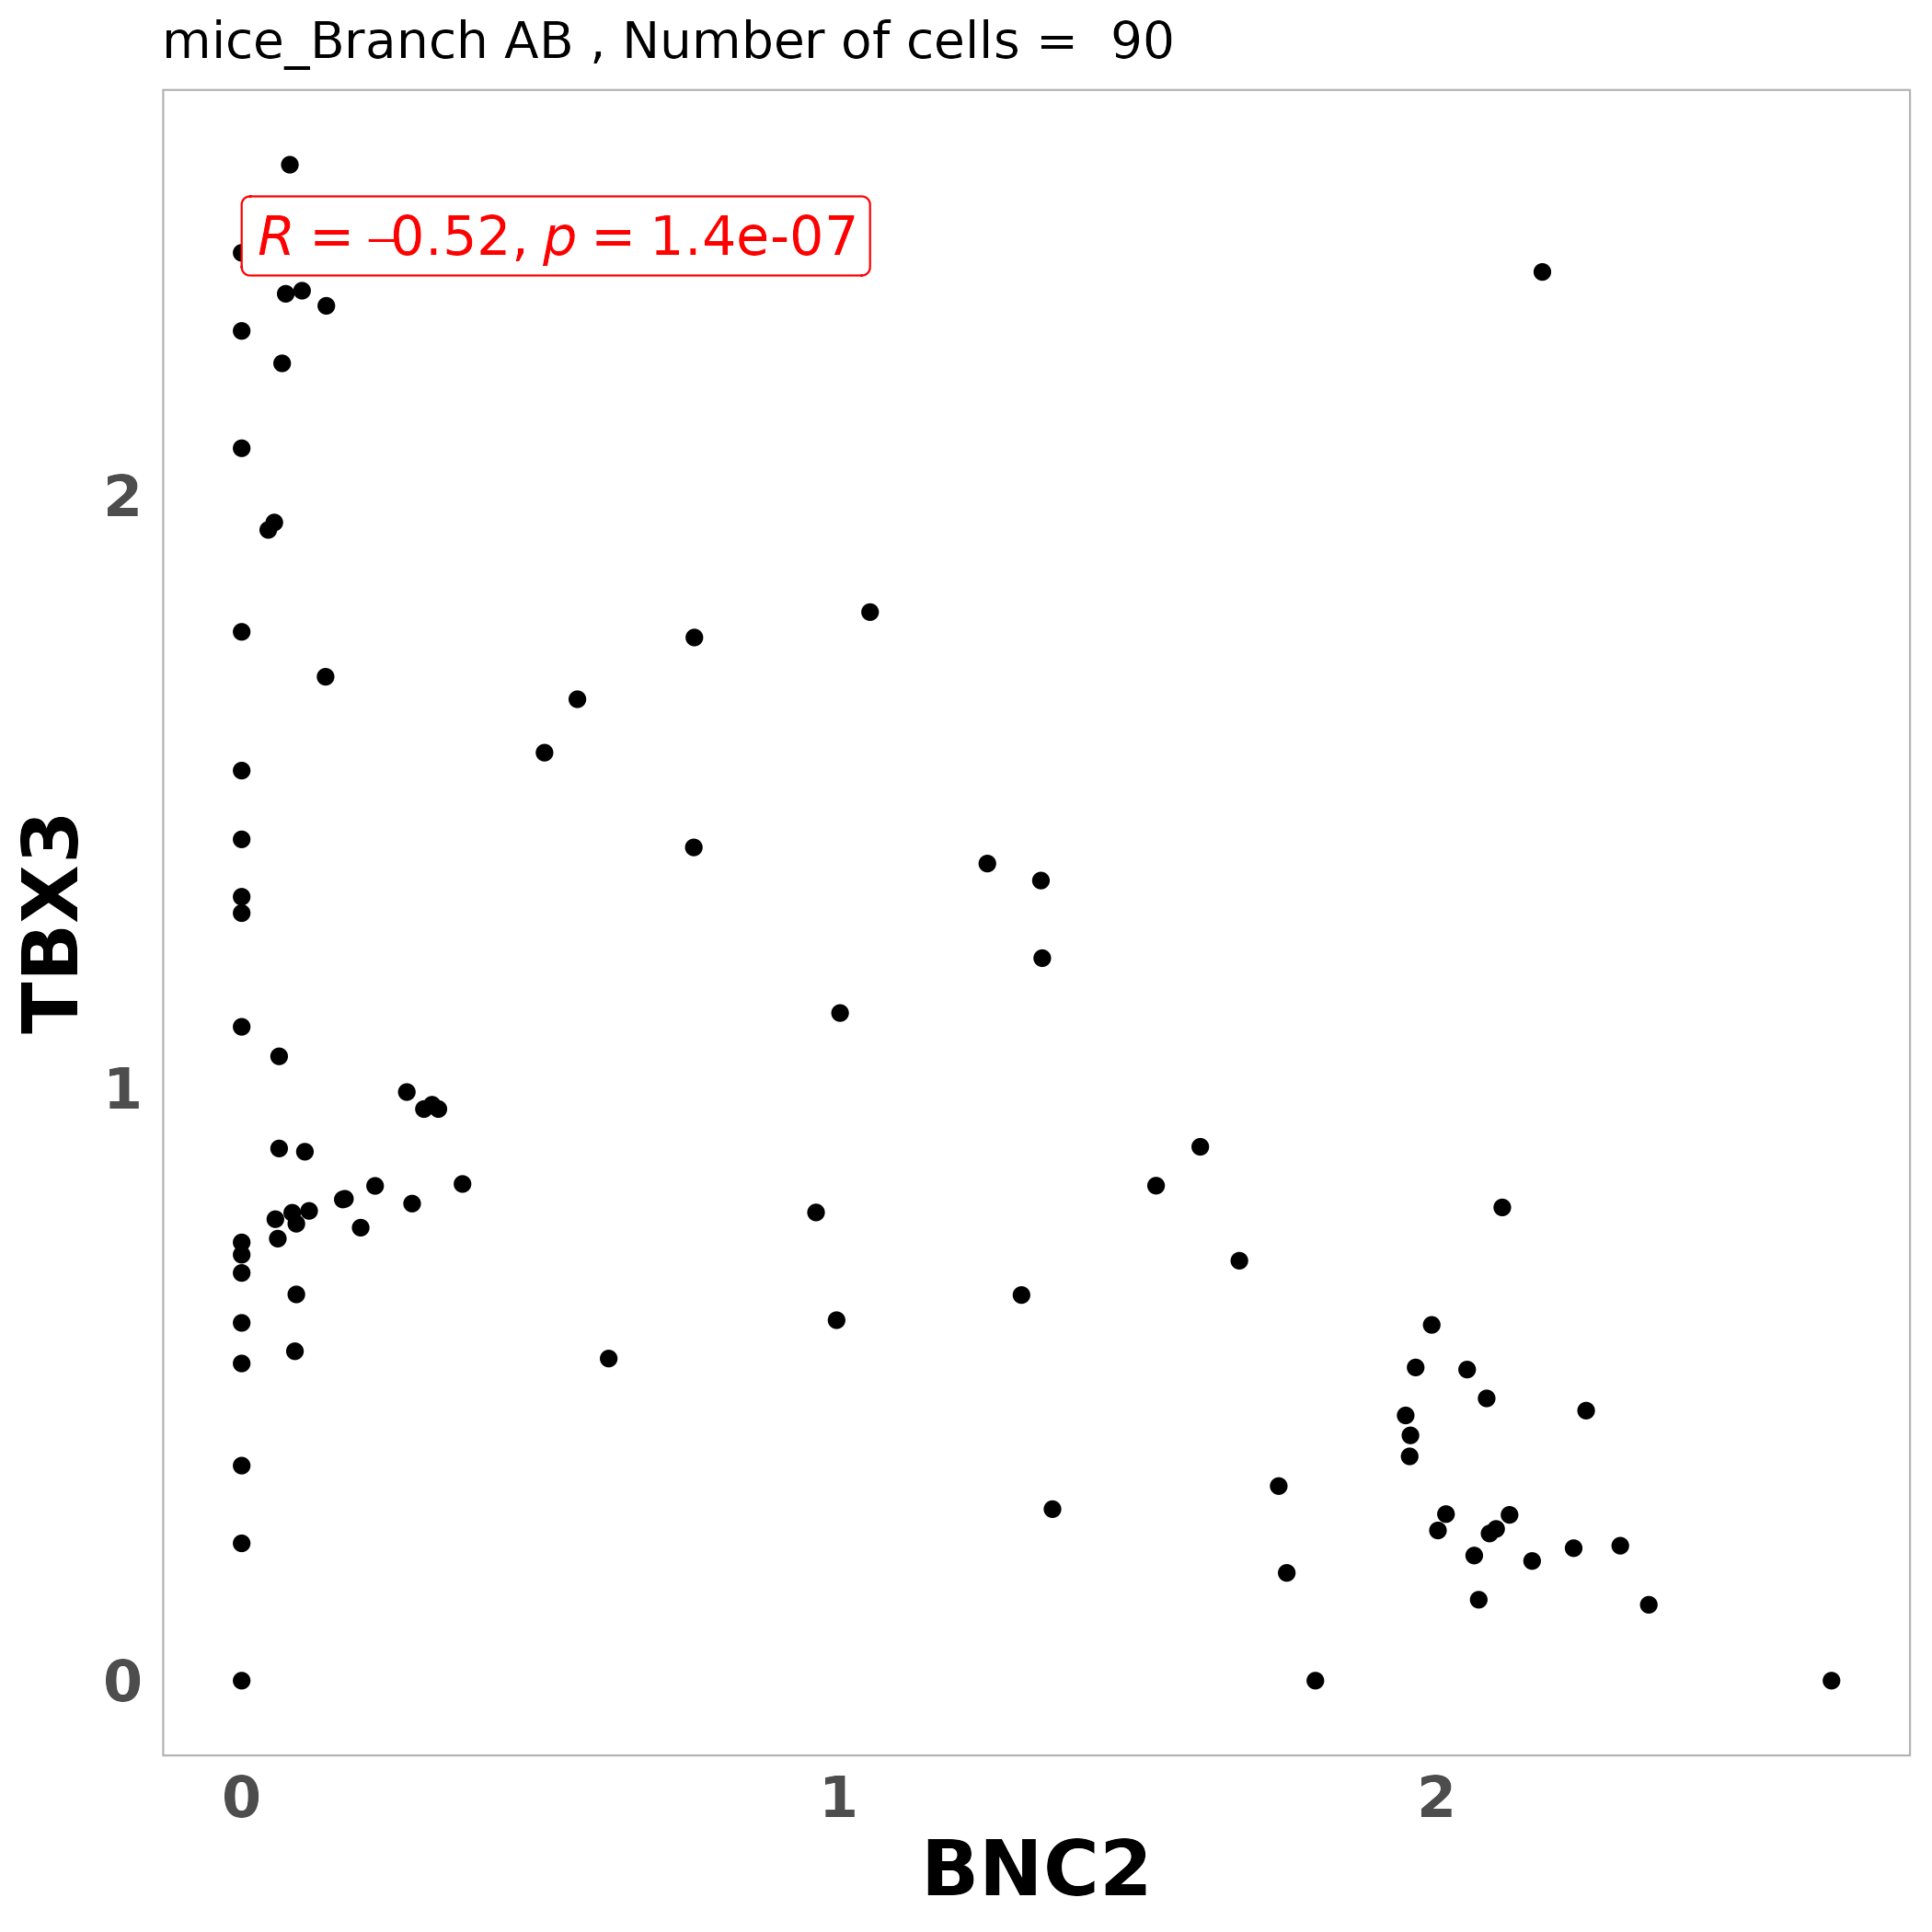 mice_Branch AB , Number of cells =  90
R = –0.52, p = 1.4e-07
2
1
0
TBX3
0 1 2
BNC2